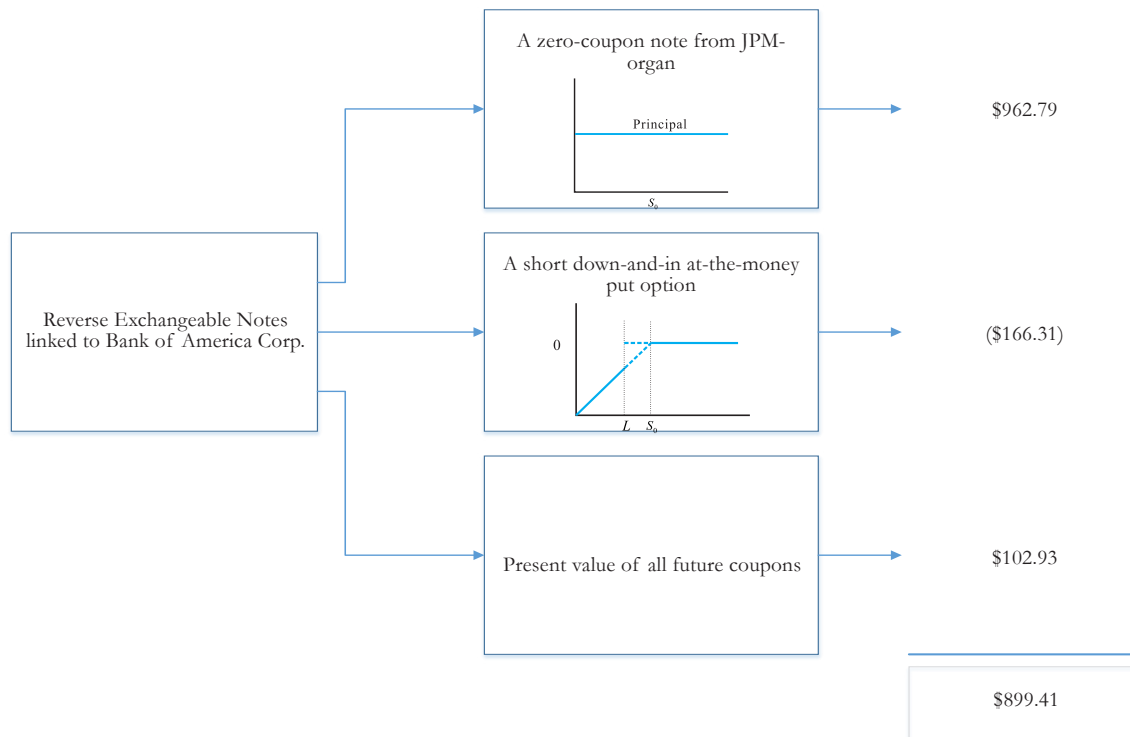 A zero-coupon note from JPM-
organ
Principal
S₀
$962.79
Reverse Exchangeable Notes
linked to Bank of America Corp.
A short down-and-in at-the-money
put option
0
L S₀
($166.31)
Present value of all future coupons
$102.93
$899.41